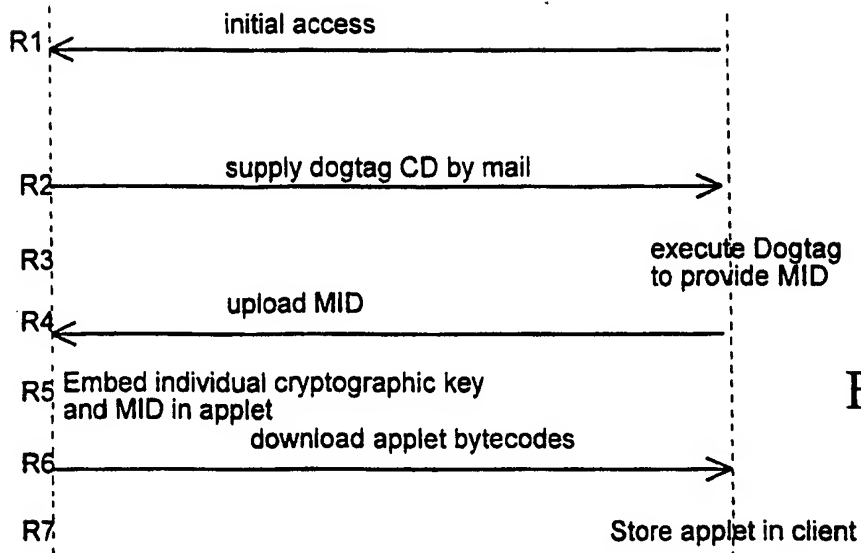 initial access
R1
supply dogtag CD by mail
R2
R3
execute Dogtag
to provide MID
upload MID
R4
R5 Embed individual cryptographic key
and MID in applet
download applet bytecodes
R6
R7
Store applet in client